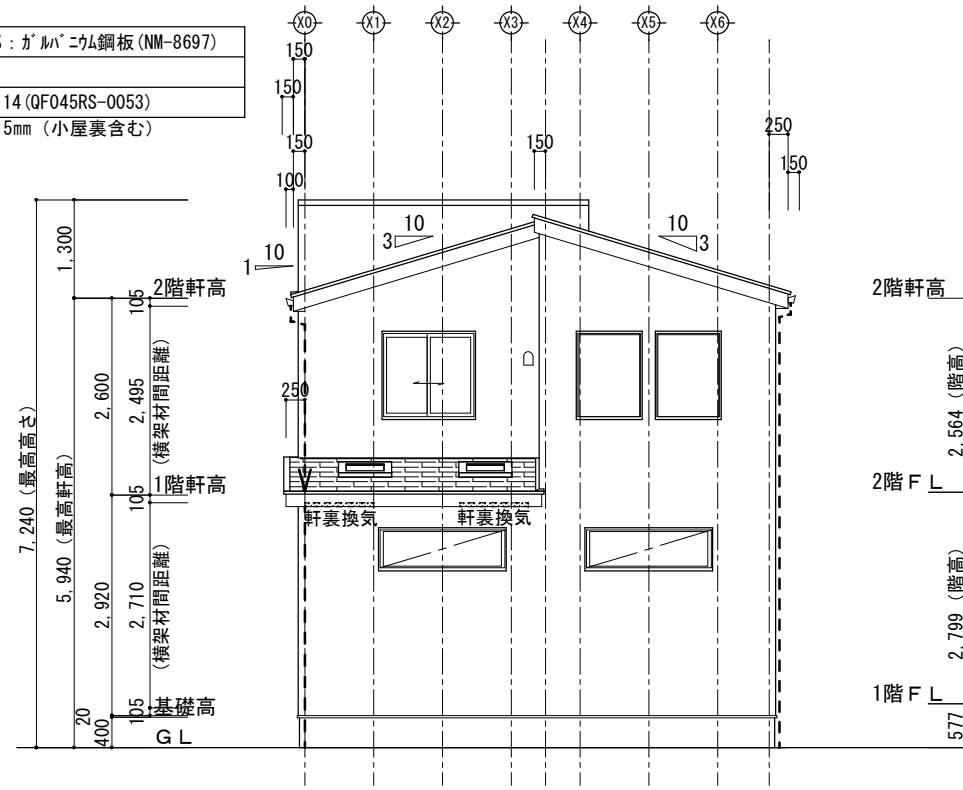 : ｶﾞﾙﾊﾞﾆｳﾑ鋼板(NM-8697)
14(QF045RS-0053)
5mm（小屋裏含む）
X0 X1 X2 X3 X4 X5 X6
150
150
150
100
150
250
150
10
3
10
3
10
1
1,300
2階軒高
105
2,600
2,495
(横架材間距離)
250
7,240（最高高さ）
5,940（最高軒高）
1階軒高
105
軒裏換気
軒裏換気
2,920
2,710
(横架材間距離)
105
基礎高
20
400
ＧＬ
2階軒高
2,564（階高）
2階ＦＬ
2,799（階高）
1階ＦＬ
577